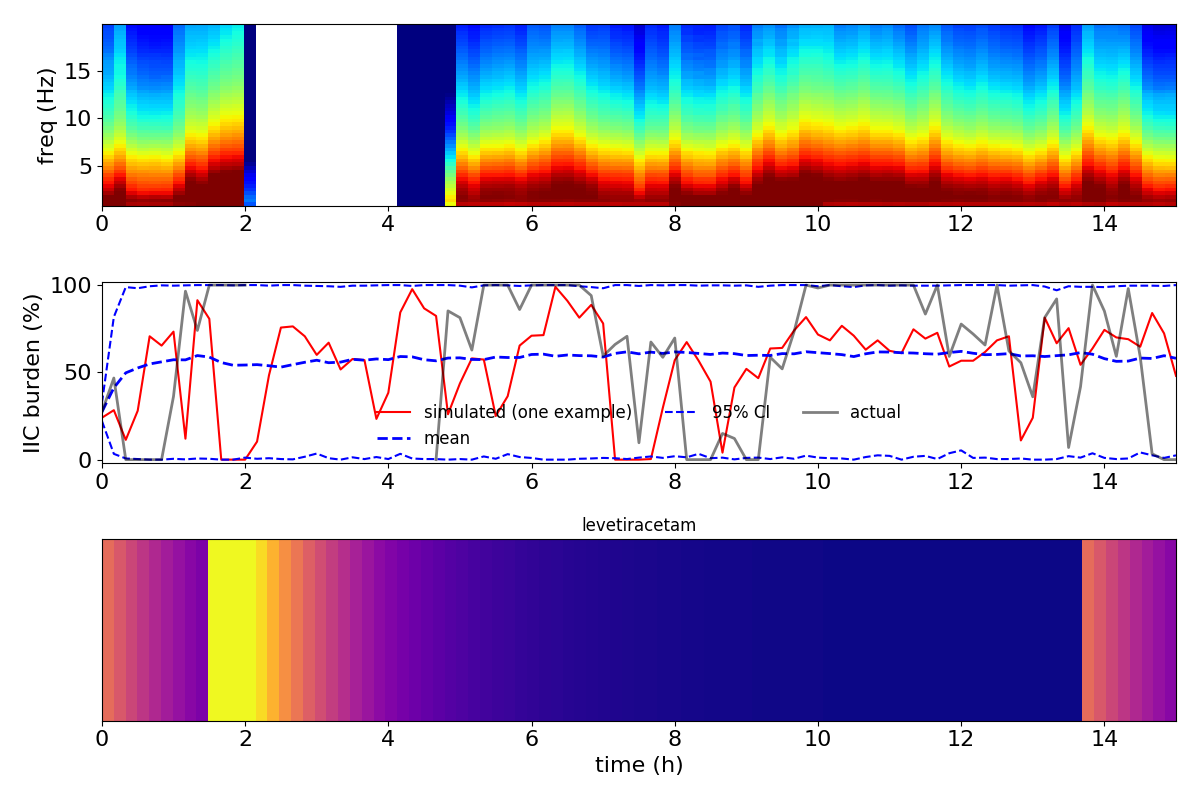 freq (Hz)
15
10
5
0 2 4 6 8 10 12 14
IIC burden (%)
100
50
0
simulated (one example)
mean
95% CI
actual
0 2 4 6 8 10 12 14
levetiracetam
0 2 4 6 8 10 12 14
time (h)